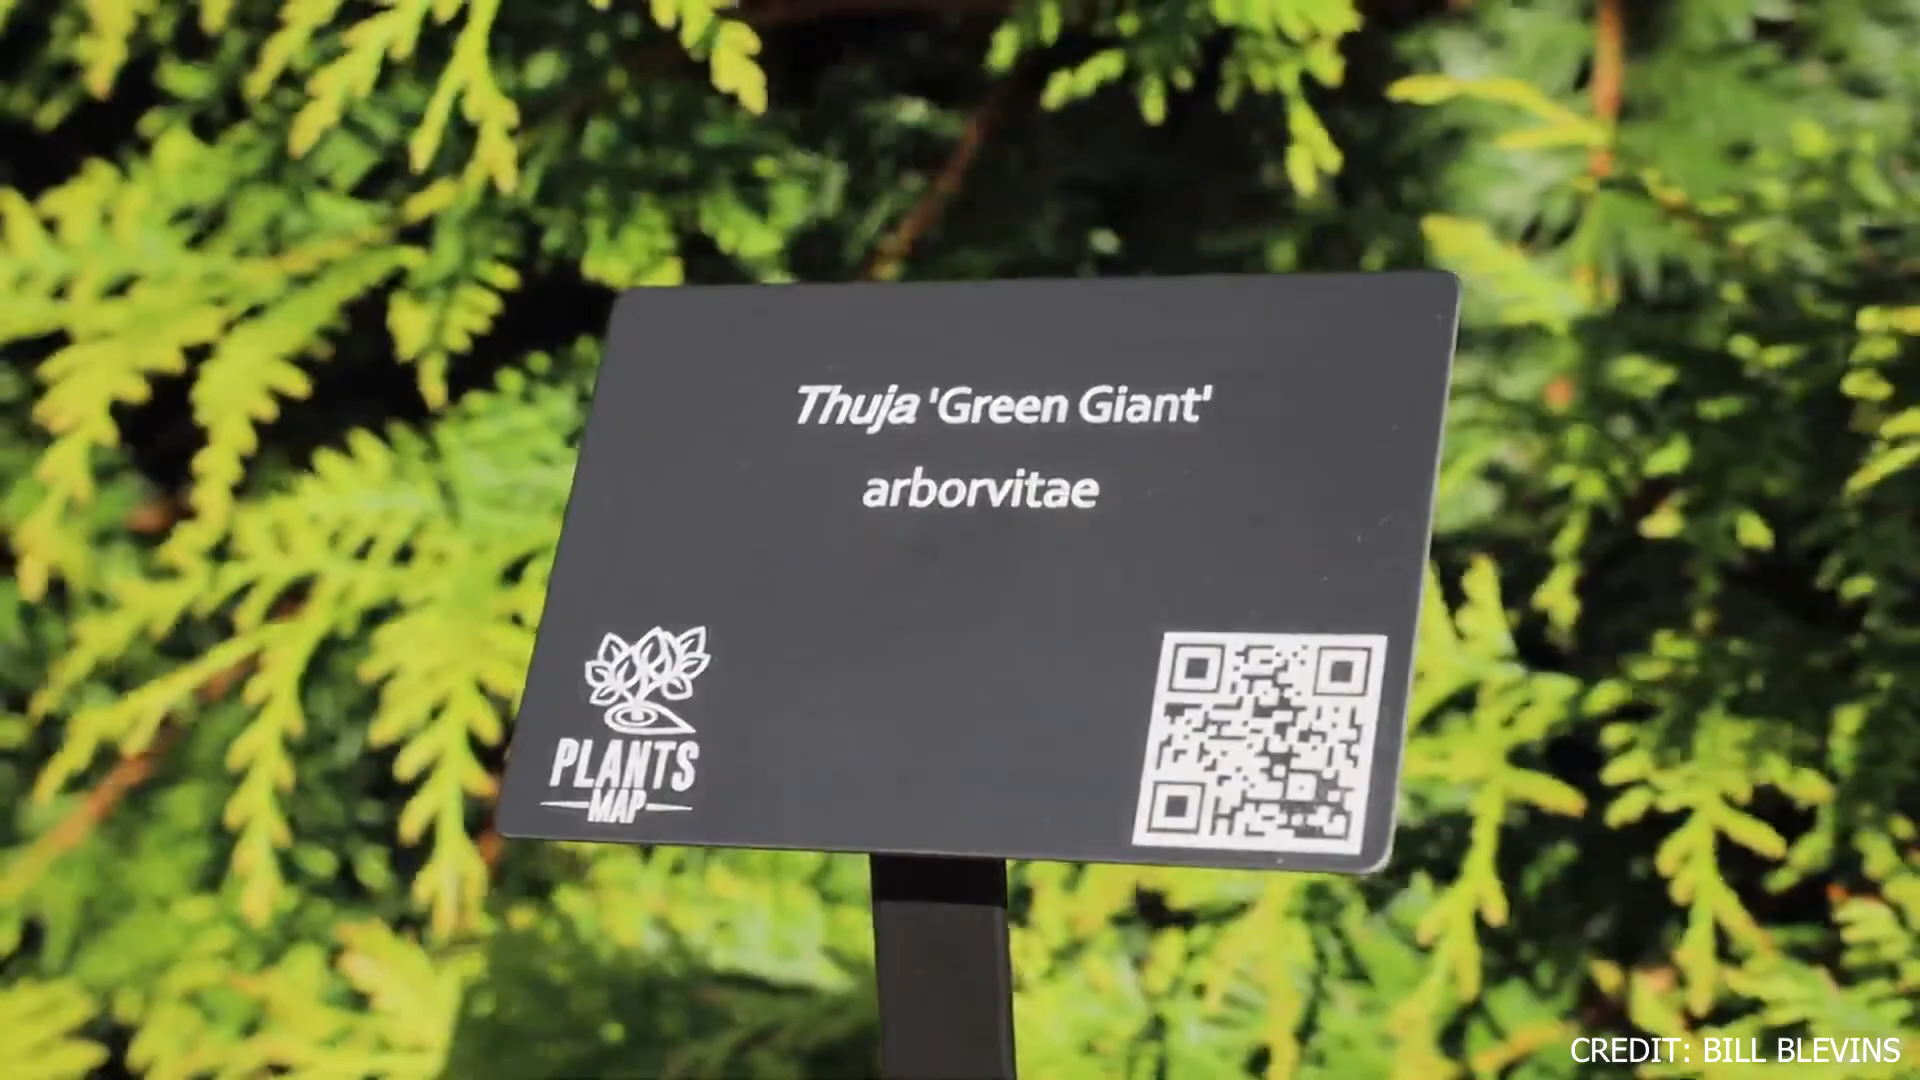 Thuja 'Green Giant'
arborvitae
PLANTS
MAP
CREDIT: BILL BLEVINS